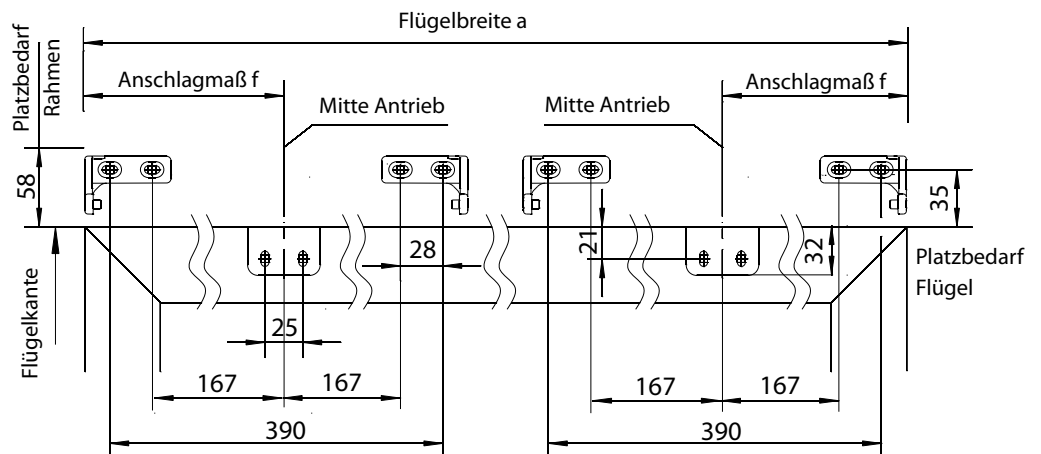 Flügelbreite a
Platzbedarf
Rahmen
Anschlagmaß f
Anschlagmaß f
Mitte Antrieb
Mitte Antrieb
58
35
21
32
28
Platzbedarf
Flügel
Flügelkante
25
167
167
167
167
390
390